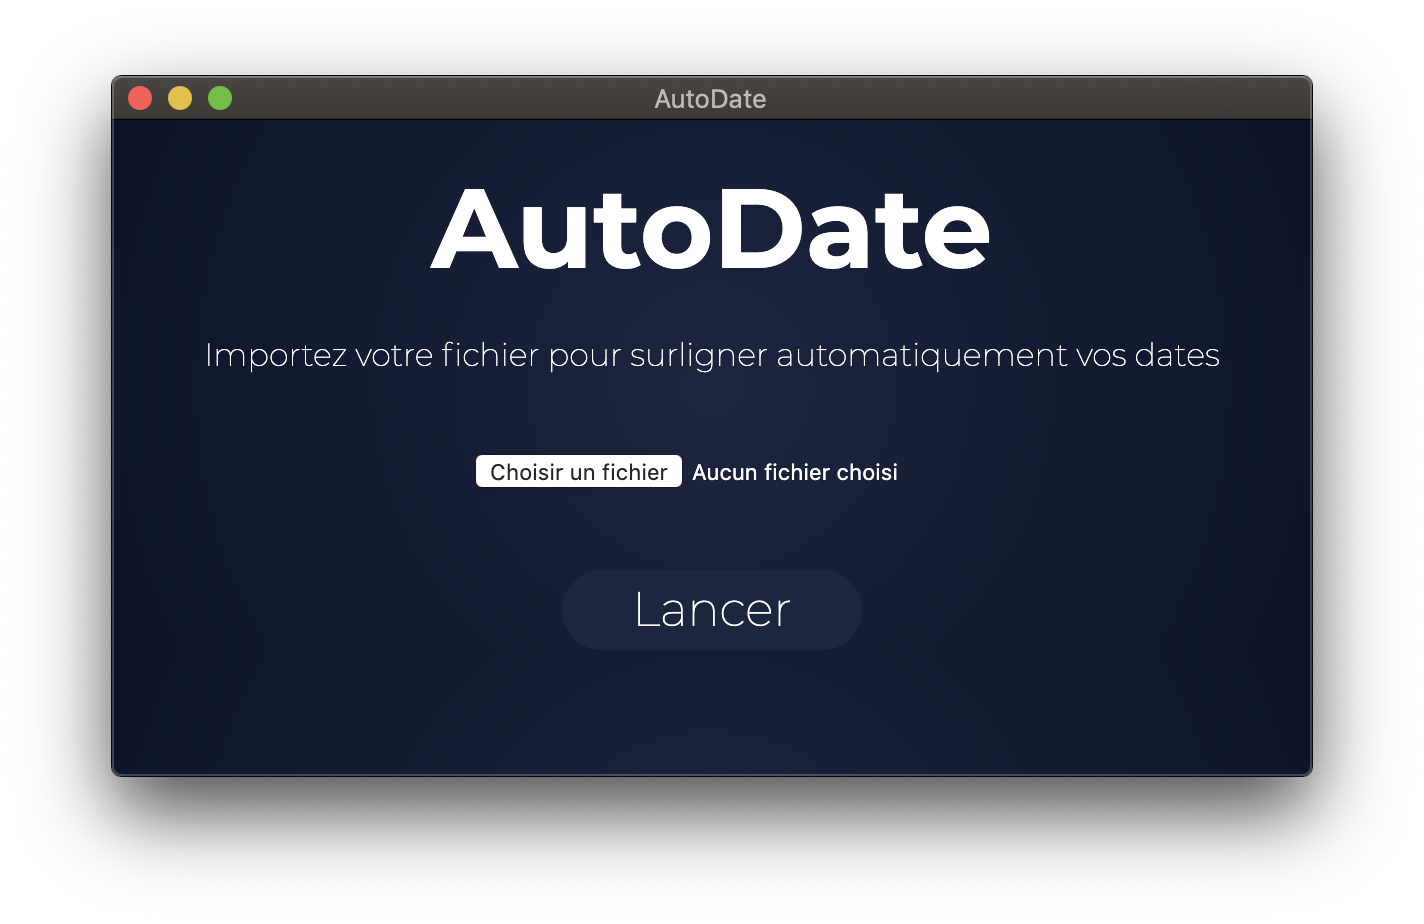 AutoDate
AutoDate
Importez votre fichier pour surligner automatiquement vos dates
Choisir un fichier Aucun fichier choisi
Lancer